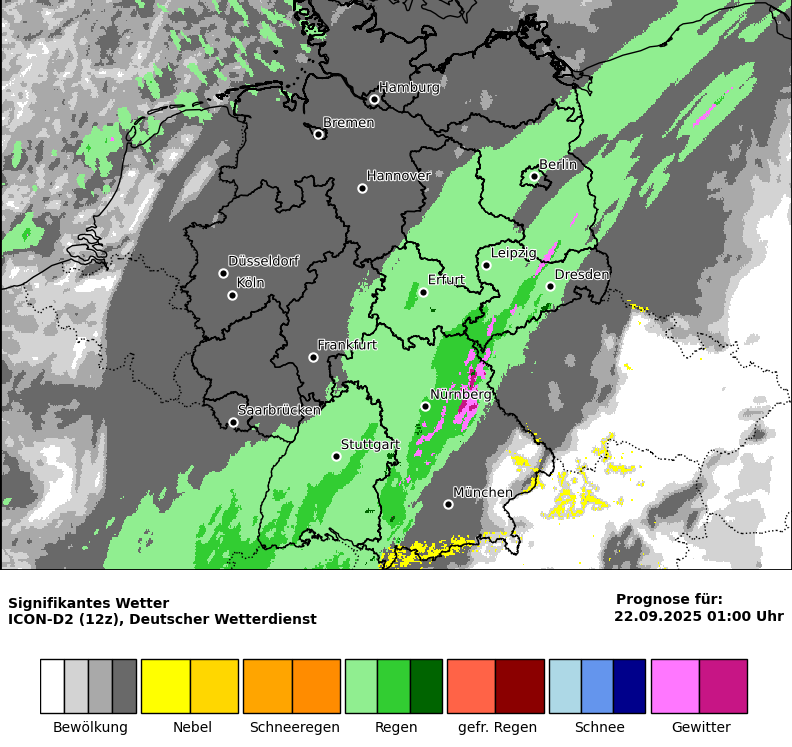 Hamburg
Bremen
Berlin
Hannover
Leipzig
Düsseldorf
Dresden
Köln
Erfurt
Frankfurt
Nürnberg
Saarbrücken
Stuttgart
München
Signifikantes Wetter
ICON-D2 (12z), Deutscher Wetterdienst
Prognose für:
22.09.2025 01:00 Uhr
Bewölkung Nebel Schneeregen Regen gefr. Regen Schnee Gewitter